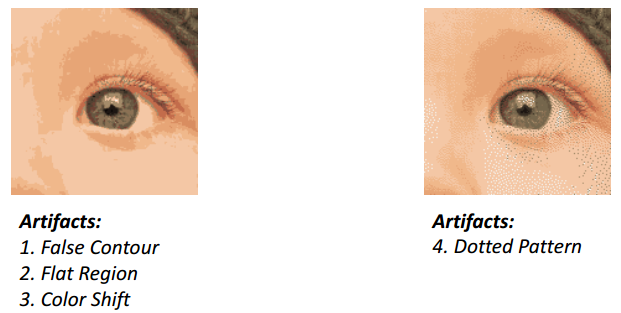 Artifacts:
1. False Contour
2. Flat Region
3. Color Shift
Artifacts:
4. Dotted Pattern